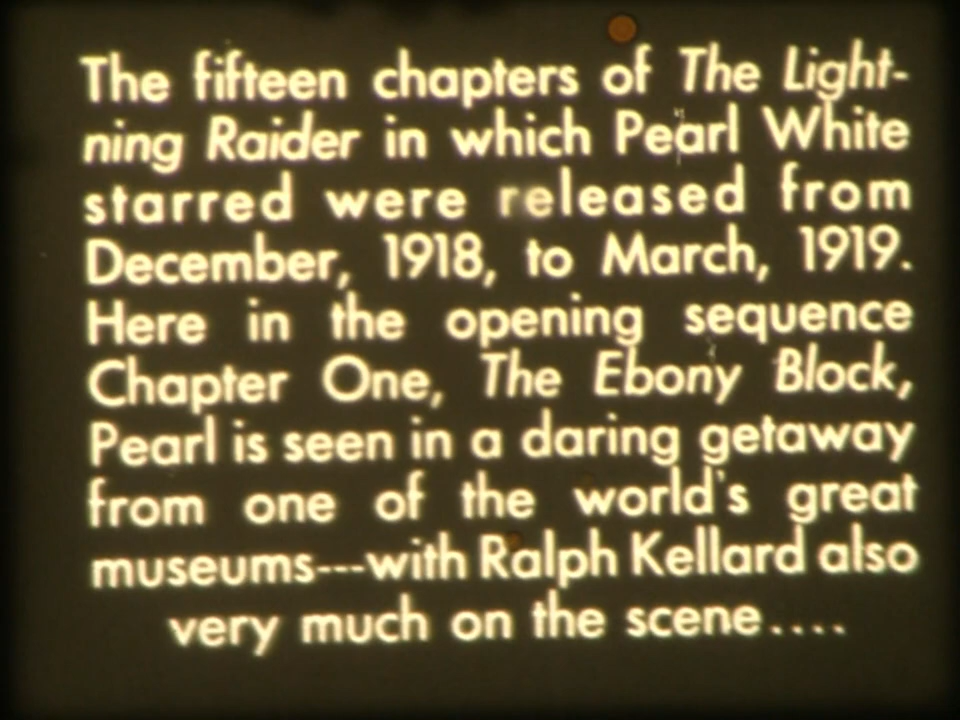 The fifteen chapters of The Light-
ning Raider in which Pearl White
starred were released from
December, 1918, to March, 1919.
Here in the opening sequence
Chapter One, The Ebony Block,
Pearl is seen in a daring getaway
from one of the world's great
museums---with Ralph Kellard also
very much on the scene....